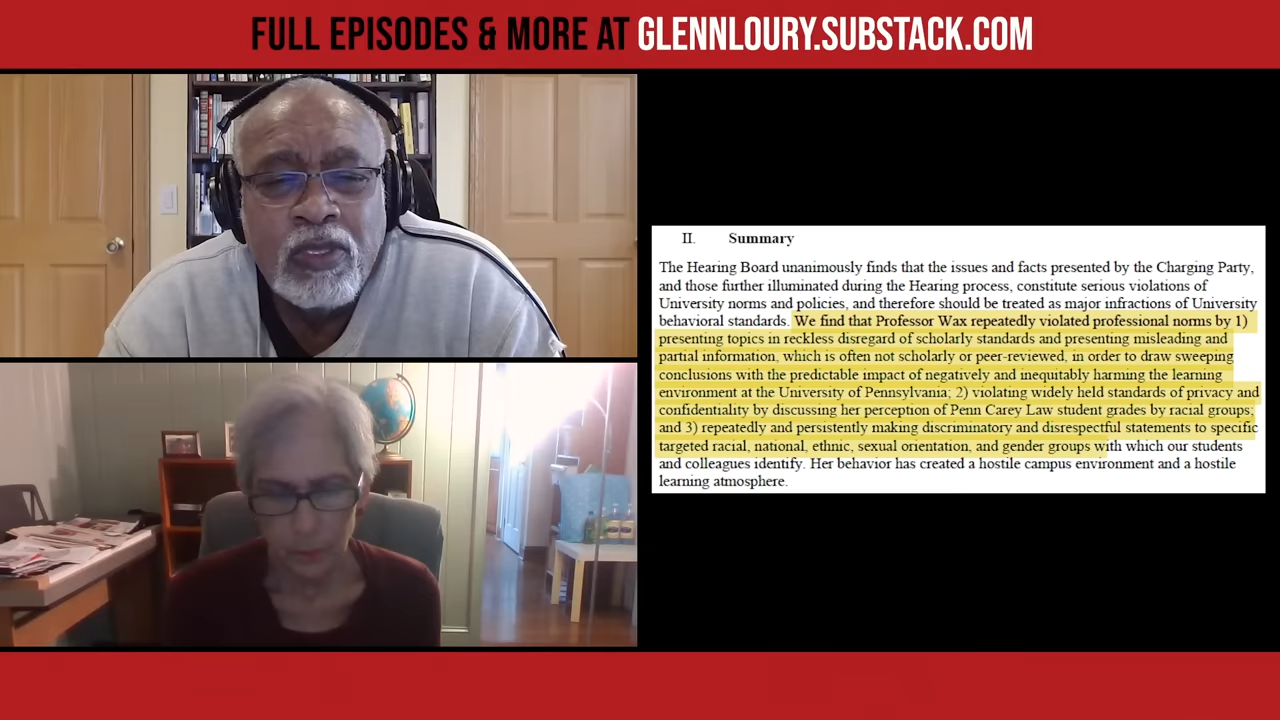 FULL EPISODES & MORE AT GLENNLOURY.SUBSTACK.COM
II. Summary
The Hearing Board unanimously finds that the issues and facts presented by the Charging Party,
and those further illuminated during the Hearing process, constitute serious violations of
University norms and policies, and therefore should be treated as major infractions of University
behavioral standards. We find that Professor Wax repeatedly violated professional norms by 1)
presenting topics in reckless disregard of scholarly standards and presenting misleading and
partial information, which is often not scholarly or peer-reviewed, in order to draw sweeping
conclusions with the predictable impact of negatively and inequitably harming the learning
environment at the University of Pennsylvania; 2) violating widely held standards of privacy and
confidentiality by discussing her perception of Penn Carey Law student grades by racial groups;
and 3) repeatedly and persistently making discriminatory and disrespectful statements to specific
targeted racial, national, ethnic, sexual orientation, and gender groups with which our students
and colleagues identify. Her behavior has created a hostile campus environment and a hostile
learning atmosphere.